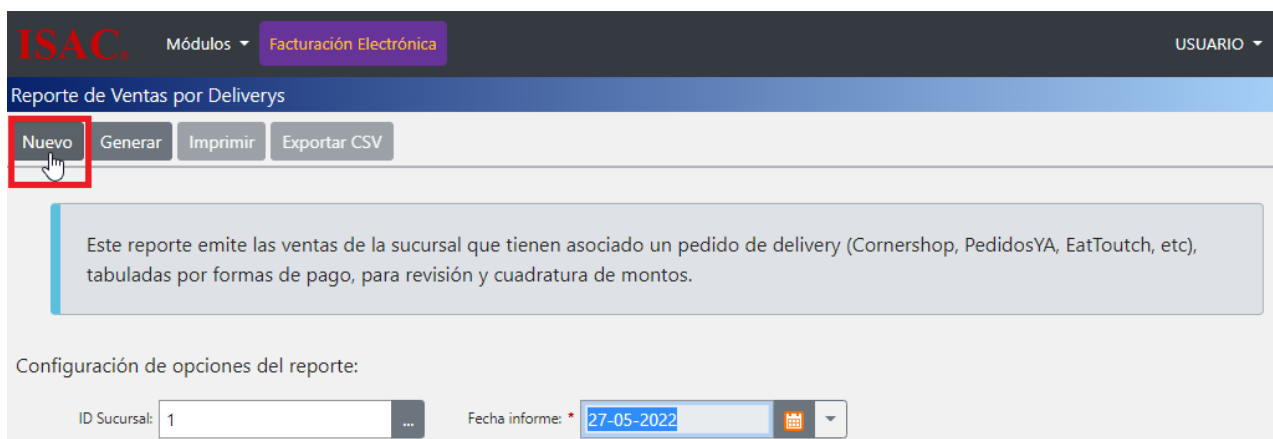 ISAC. Módulos Facturación Electrónica USUARIO
Reporte de Ventas por Deliverys
Nuevo Generar Imprimir Exportar CSV
Este reporte emite las ventas de la sucursal que tienen asociado un pedido de delivery (Cornershop, PedidosYA, EatToutch, etc),
tabuladas por formas de pago, para revisión y cuadratura de montos.
Configuración de opciones del reporte:
ID Sucursal: 1 ... Fecha informe: * 27-05-2022